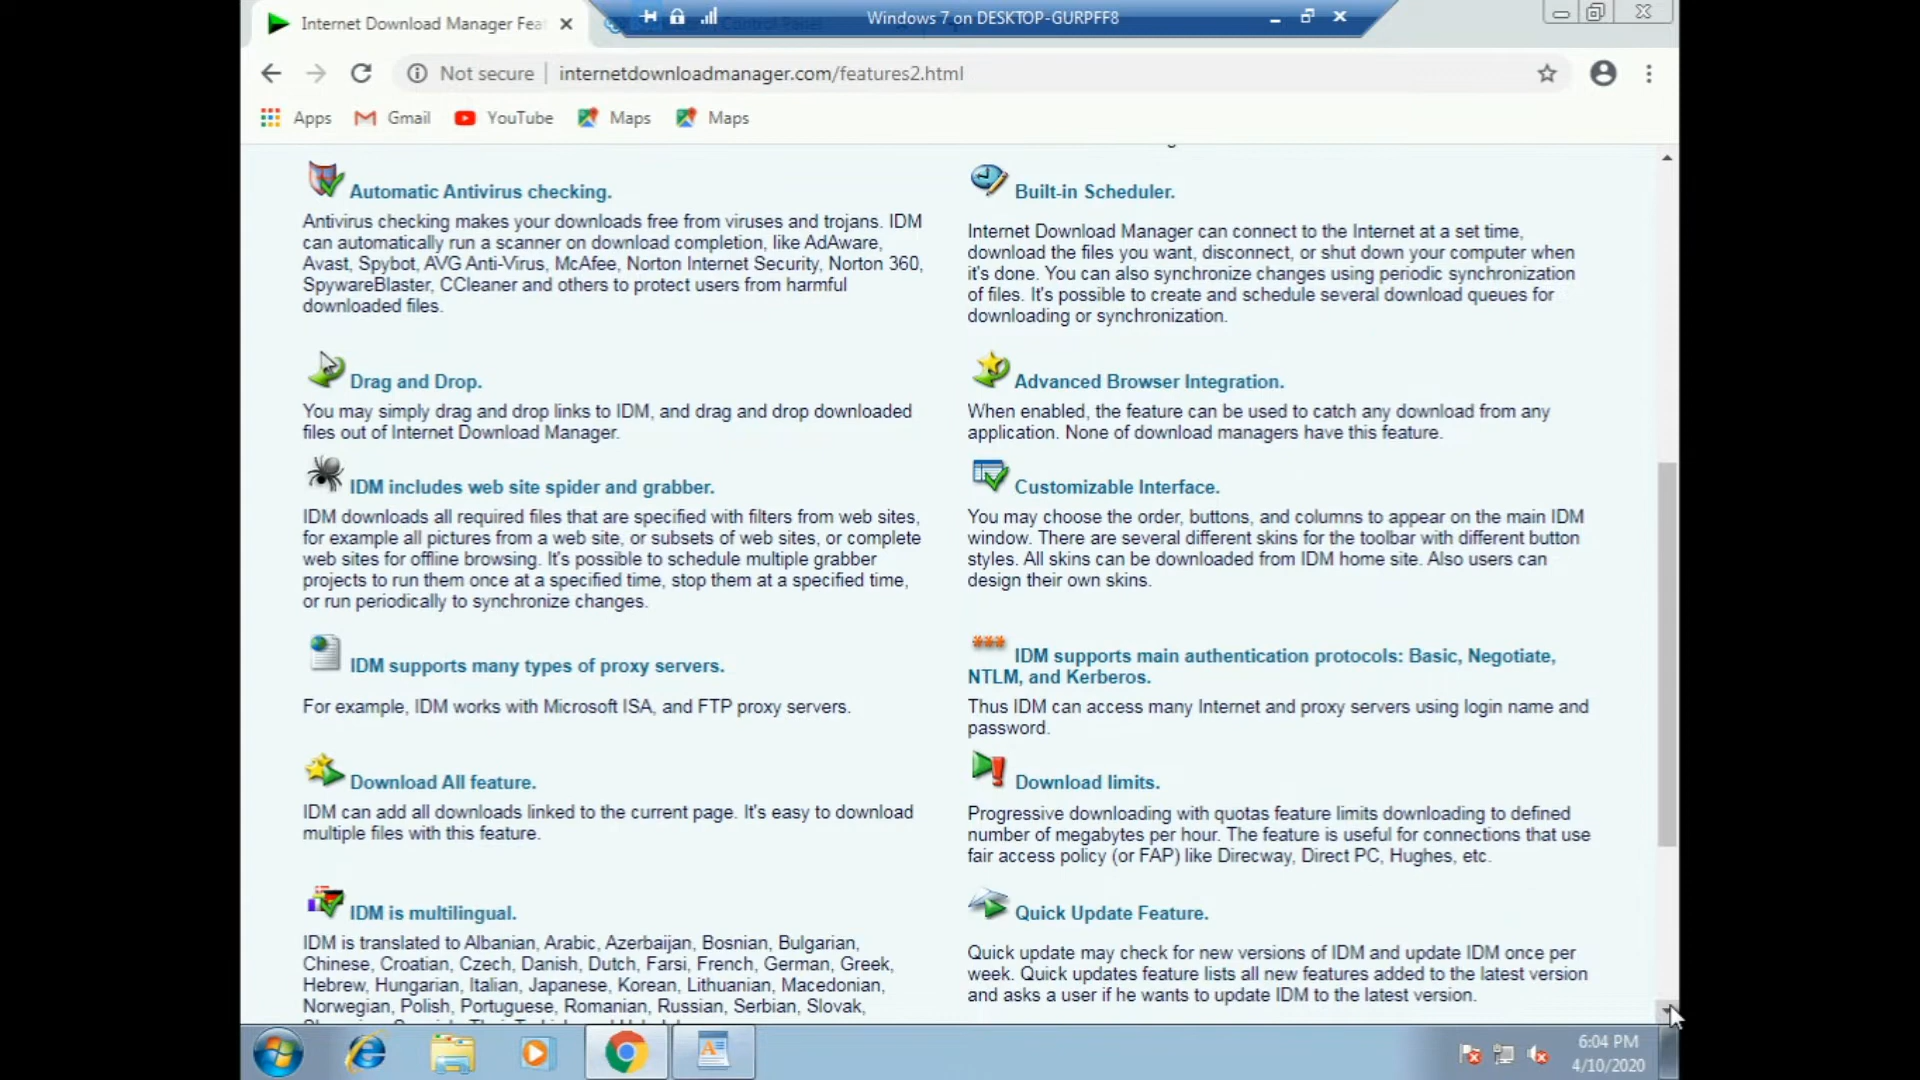 Internet Download Manager Fea
Windows 7 on DESKTOP-GURPFF8
Not secure
internetdownloadmanager.com/features2.html
Apps
Gmail
YouTube
Maps
Maps
Automatic Antivirus checking.
Antivirus checking makes your downloads free from viruses and trojans. IDM
can automatically run a scanner on download completion, like AdAware,
Avast, Spybot, AVG Anti-Virus, McAfee, Norton Internet Security, Norton 360,
SpywareBlaster, CCleaner and others to protect users from harmful
downloaded files.
Built-in Scheduler.
Internet Download Manager can connect to the Internet at a set time,
download the files you want, disconnect, or shut down your computer when
it's done. You can also synchronize changes using periodic synchronization
of files. It's possible to create and schedule several download queues for
downloading or synchronization.
Drag and Drop.
You may simply drag and drop links to IDM, and drag and drop downloaded
files out of Internet Download Manager.
Advanced Browser Integration.
When enabled, the feature can be used to catch any download from any
application. None of download managers have this feature.
IDM includes web site spider and grabber.
IDM downloads all required files that are specified with filters from web sites,
for example all pictures from a web site, or subsets of web sites, or complete
web sites for offline browsing. It's possible to schedule multiple grabber
projects to run them once at a specified time, stop them at a specified time,
or run periodically to synchronize changes.
Customizable Interface.
You may choose the order, buttons, and columns to appear on the main IDM
window. There are several different skins for the toolbar with different button
styles. All skins can be downloaded from IDM home site. Also users can
design their own skins.
IDM supports many types of proxy servers.
For example, IDM works with Microsoft ISA, and FTP proxy servers.
IDM supports main authentication protocols: Basic, Negotiate,
NTLM, and Kerberos.
Thus IDM can access many Internet and proxy servers using login name and
password.
Download All feature.
IDM can add all downloads linked to the current page. It's easy to download
multiple files with this feature.
Download limits.
Progressive downloading with quotas feature limits downloading to defined
number of megabytes per hour. The feature is useful for connections that use
fair access policy (or FAP) like Direcway, Direct PC, Hughes, etc.
IDM is multilingual.
IDM is translated to Albanian, Arabic, Azerbaijan, Bosnian, Bulgarian,
Chinese, Croatian, Czech, Danish, Dutch, Farsi, French, German, Greek,
Hebrew, Hungarian, Italian, Japanese, Korean, Lithuanian, Macedonian,
Norwegian, Polish, Portuguese, Romanian, Russian, Serbian, Slovak,
Quick Update Feature.
Quick update may check for new versions of IDM and update IDM once per
week. Quick updates feature lists all new features added to the latest version
and asks a user if he wants to update IDM to the latest version.
6:04 PM
4/10/2020